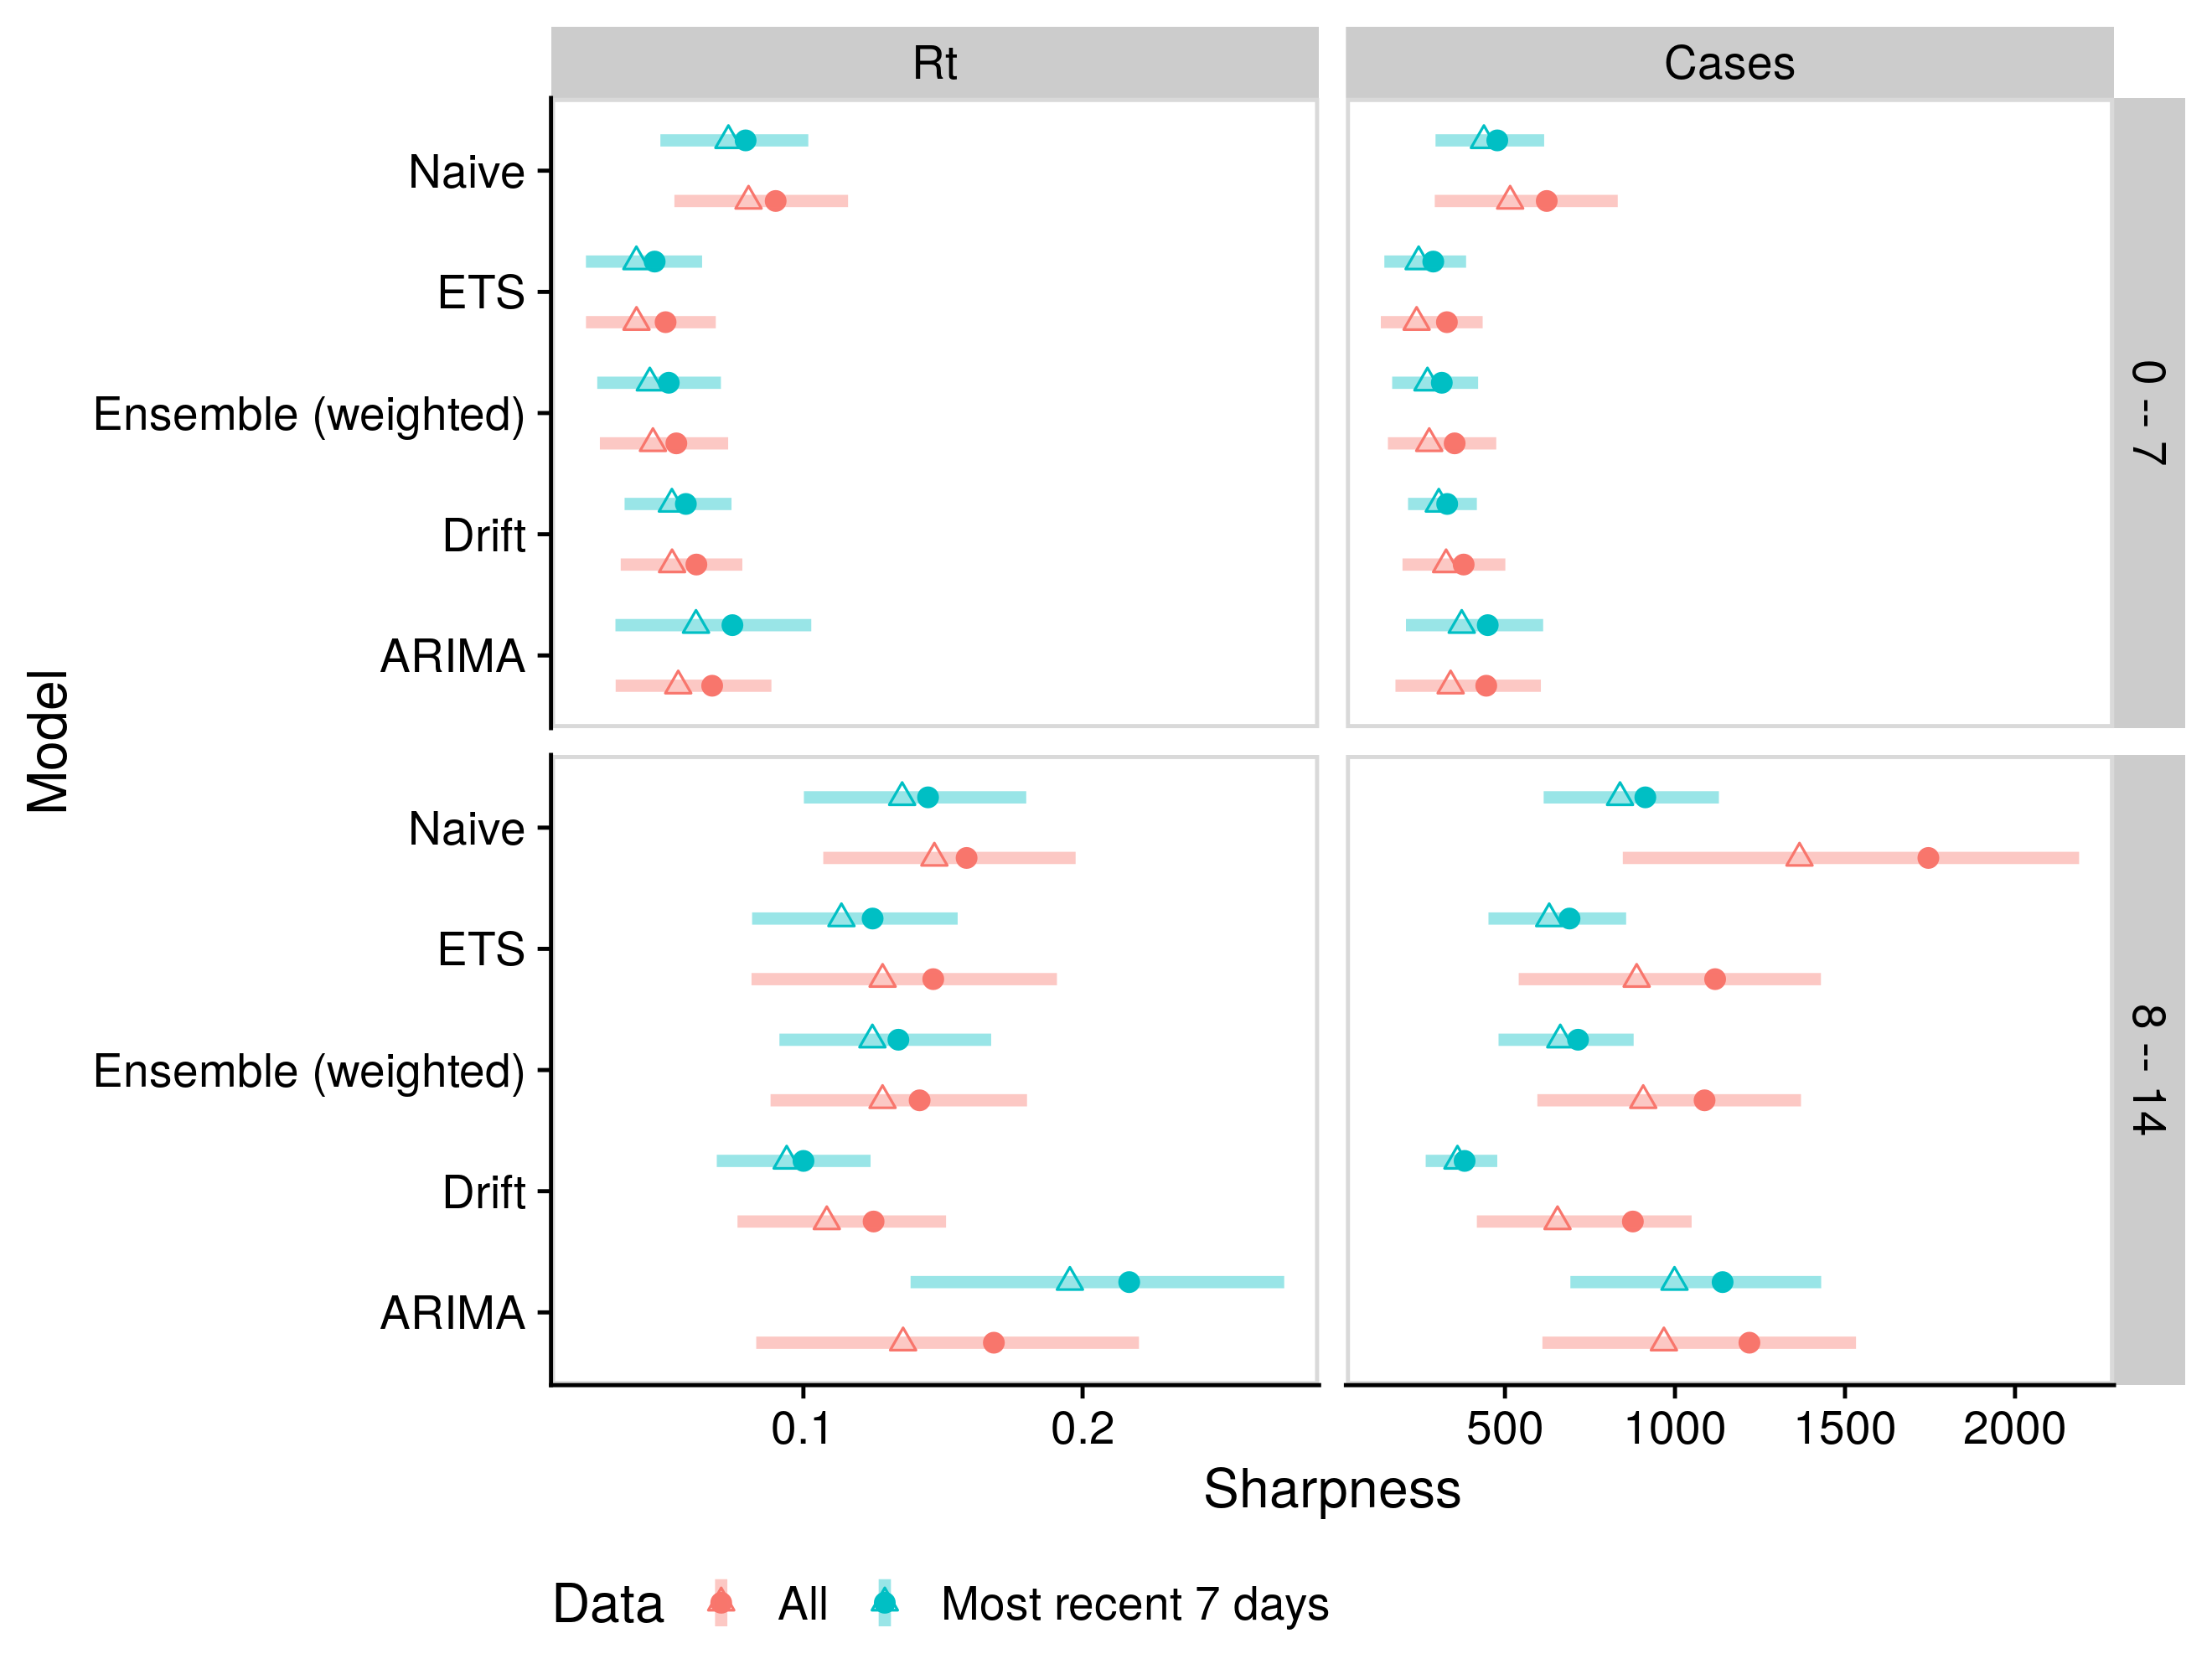 Rt
Cases
Naive
ETS
Ensemble (weighted)
Drift
ARIMA
0 -- 7
Model
Naive
ETS
Ensemble (weighted)
Drift
ARIMA
8 -- 14
0.1 0.2 500 1000 1500 2000
Sharpness
Data All Most recent 7 days